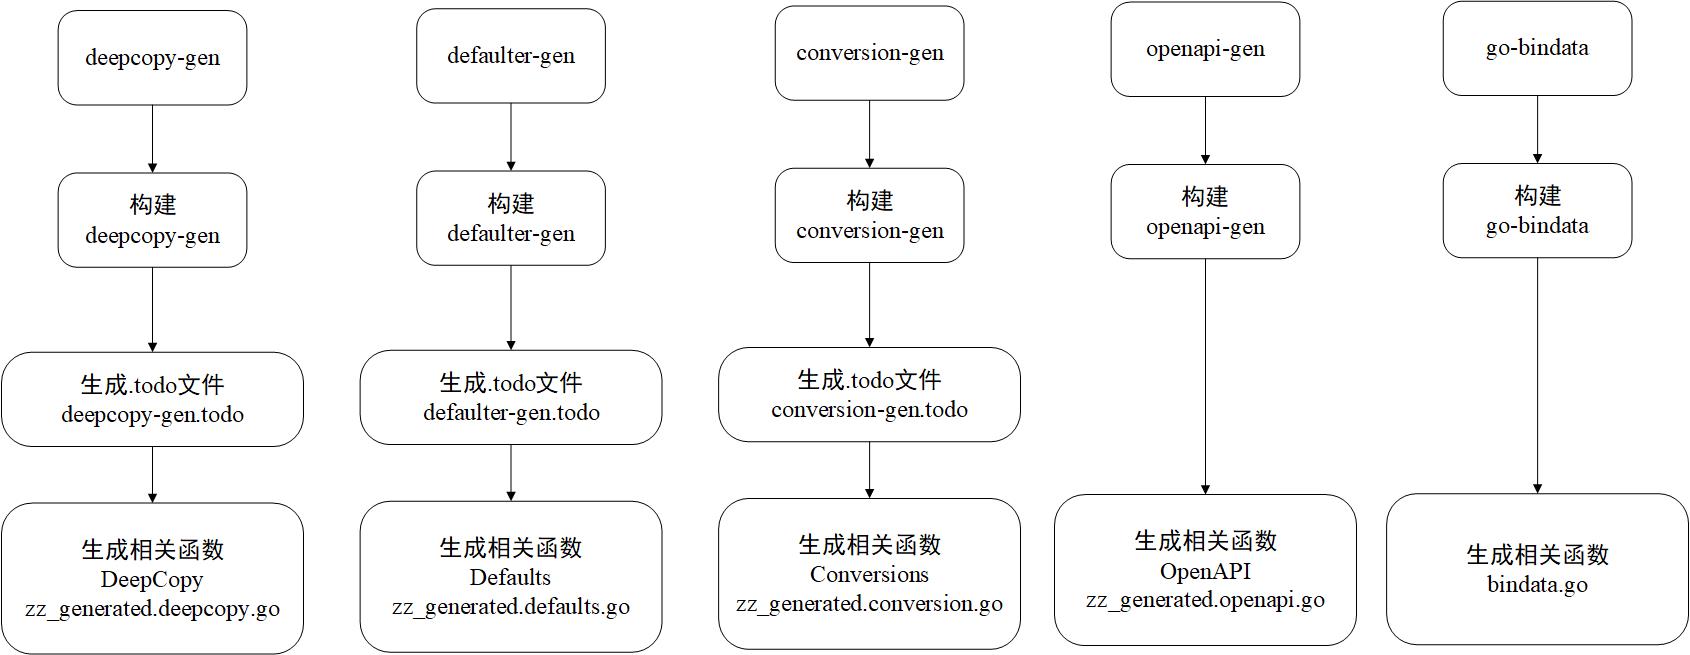 deepcopy-gen
构建
deepcopy-gen
生成.todo文件
deepcopy-gen.todo
生成相关函数
DeepCopy
zz_generated.deepcopy.go
defaulter-gen
构建
defaulter-gen
生成.todo文件
defaulter-gen.todo
生成相关函数
Defaults
zz_generated.defaults.go
conversion-gen
构建
conversion-gen
生成.todo文件
conversion-gen.todo
生成相关函数
Conversions
zz_generated.conversion.go
openapi-gen
构建
openapi-gen
生成相关函数
OpenAPI
zz_generated.openapi.go
go-bindata
构建
go-bindata
生成相关函数
bindata.go